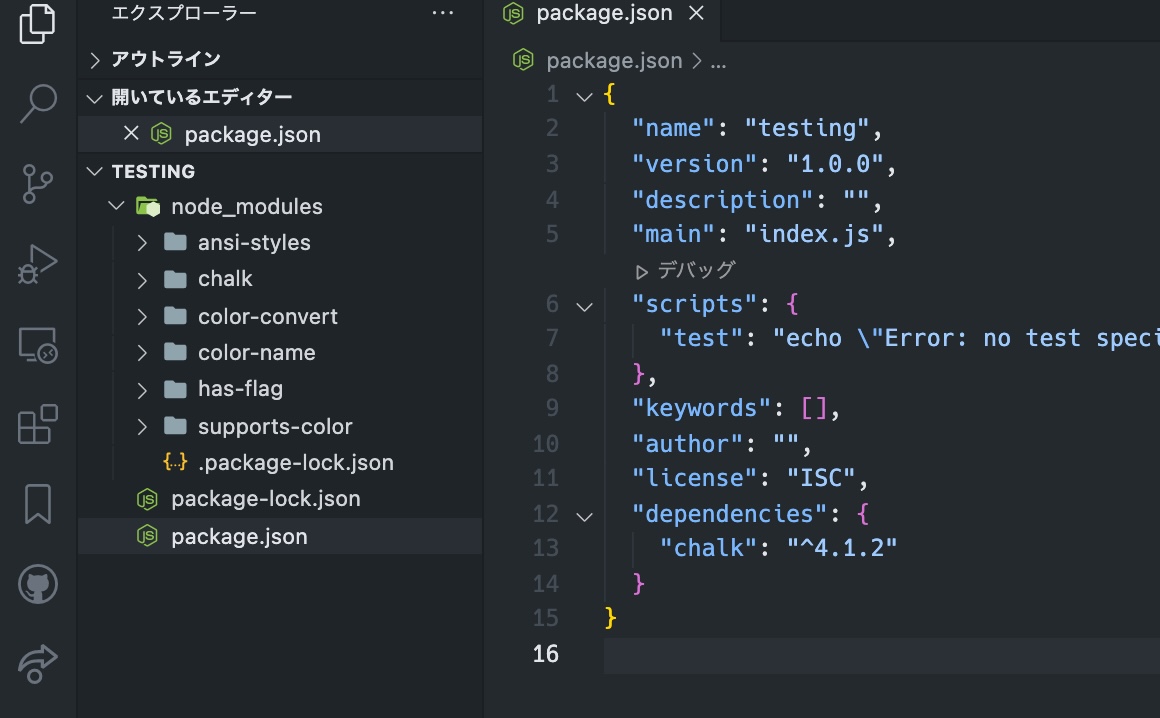 エクスプローラー
アウトライン
開いているエディター
package.json
TESTING
node_modules
ansi-styles
chalk
color-convert
color-name
has-flag
supports-color
.package-lock.json
package-lock.json
package.json
package.json
package.json > ...
1 {
2 "name": "testing",
3 "version": "1.0.0",
4 "description": "",
5 "main": "index.js",
デバッグ
6 "scripts": {
7 "test": "echo \"Error: no test speci
8 },
9 "keywords": [],
10 "author": "",
11 "license": "ISC",
12 "dependencies": {
13 "chalk": "^4.1.2"
14 }
15 }
16